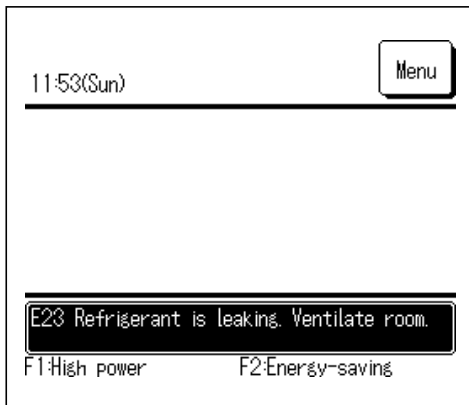 11:53(Sun)
Menu
E23 Refrigerant is leaking. Ventilate room.
F1:High power F2:Energy-saving